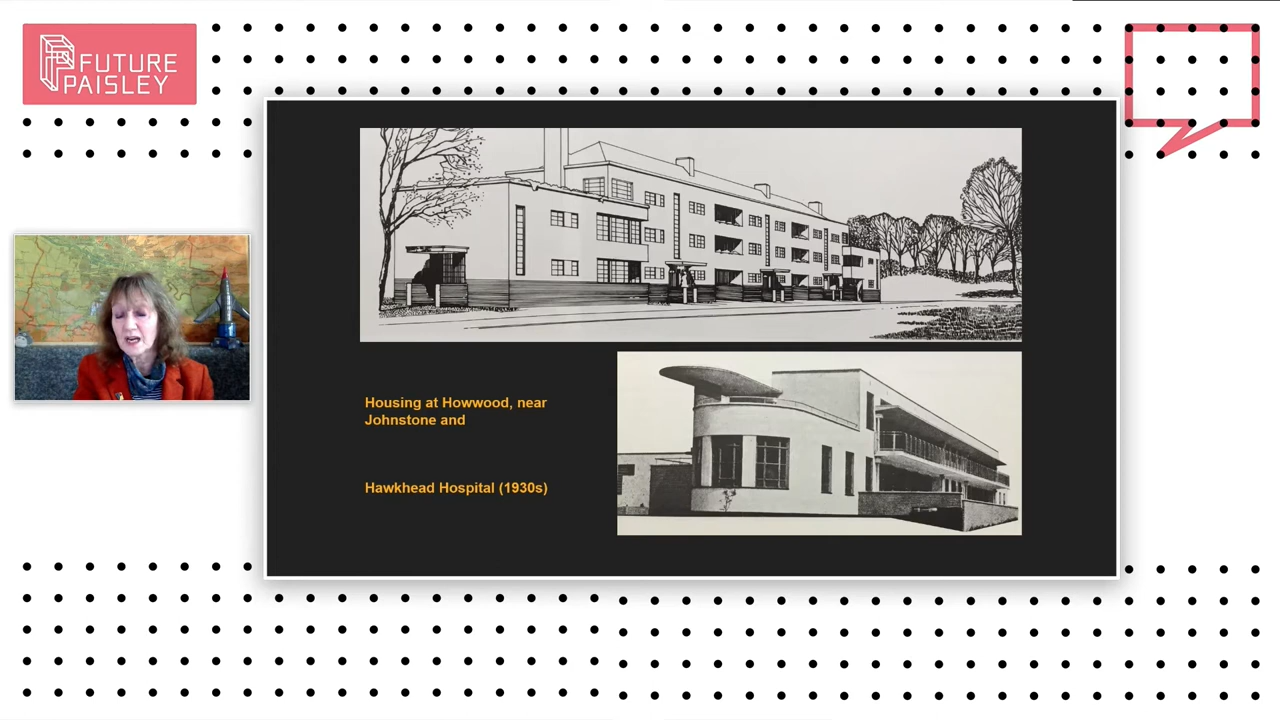 FUTURE
PAISLEY
Housing at Howwood, near
Johnstone and
Hawkhead Hospital (1930s)